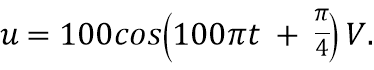 u = 100cos(100πt + π/4) V.